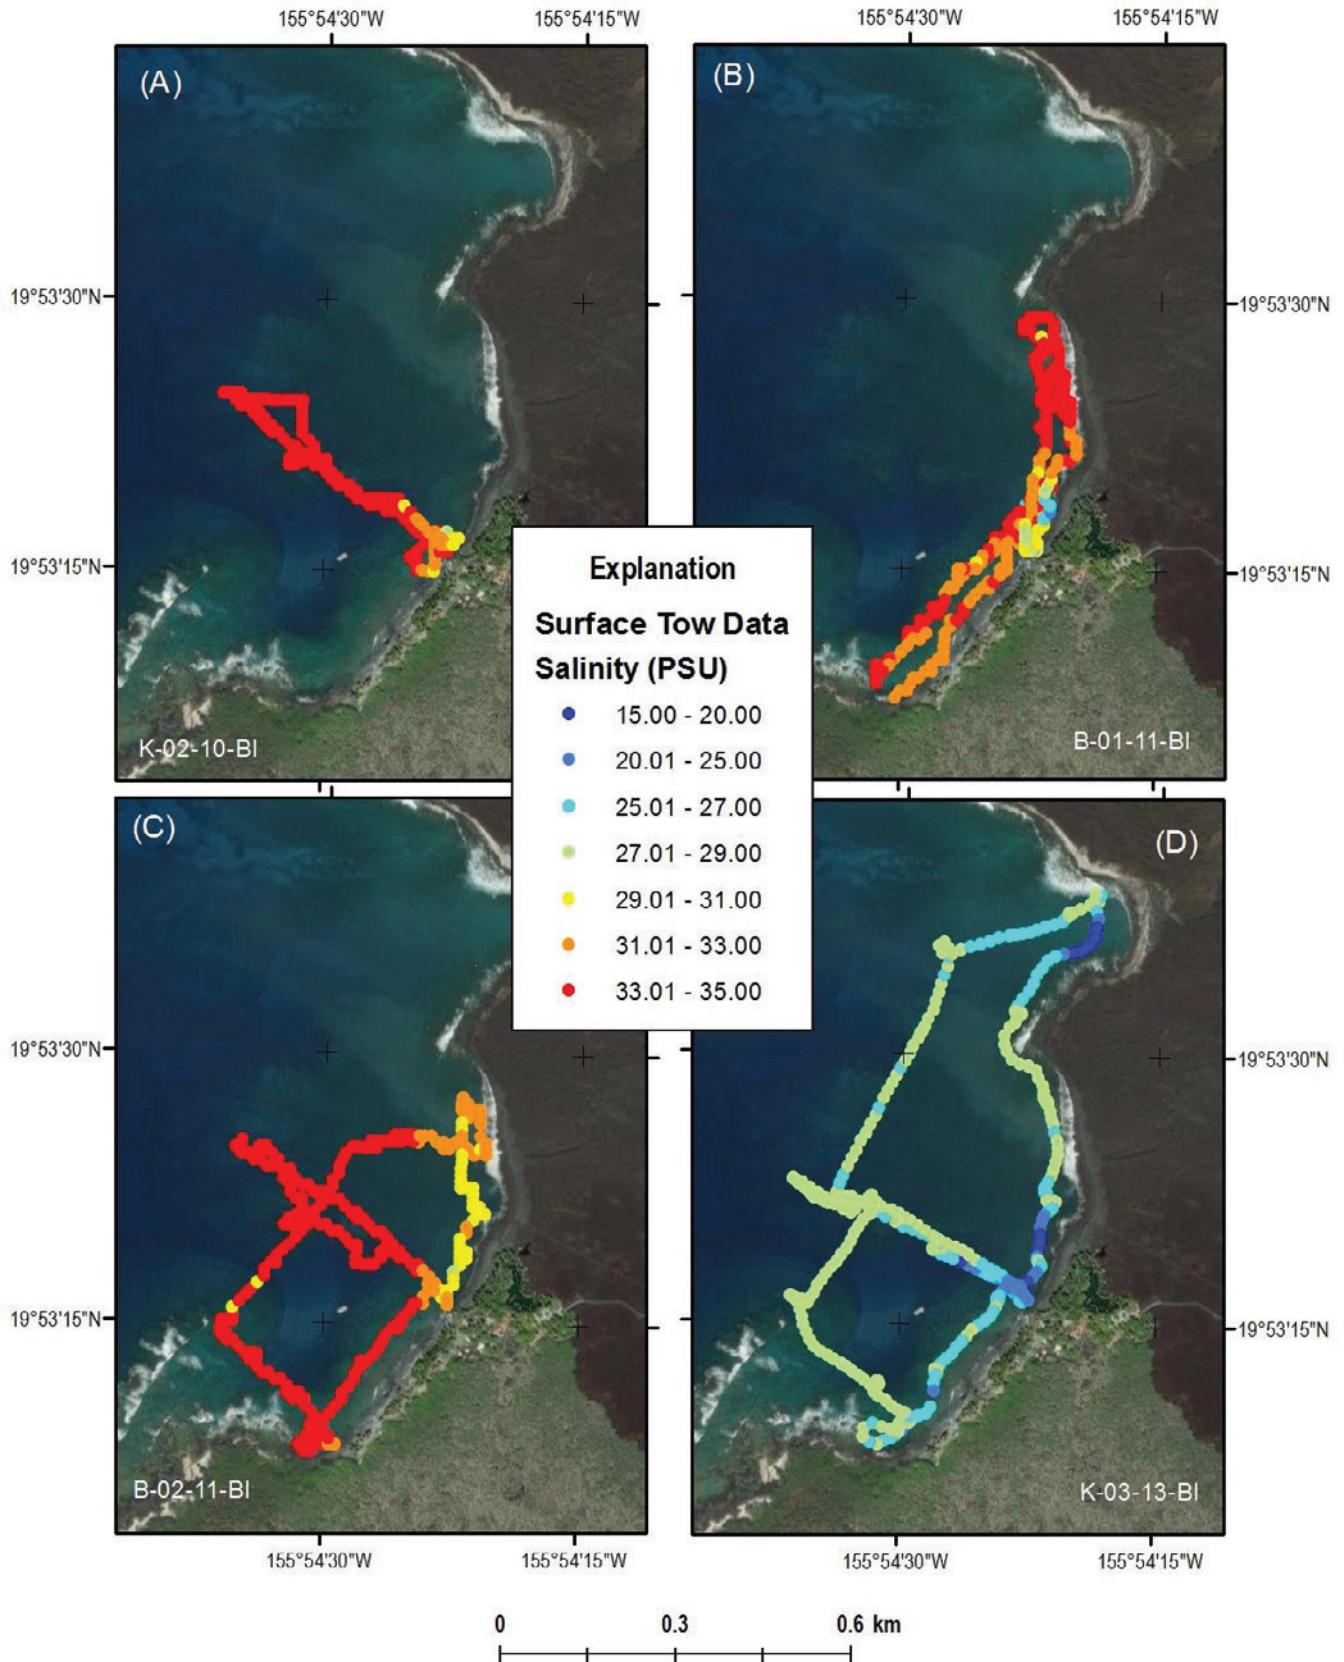 155°54'30"W 155°54'15"W 155°54'30"W 155°54'15"W
(A) (B)
19°53'30"N 19°53'30"N
19°53'15"N 19°53'15"N
K-02-10-BI B-01-11-BI
Explanation
Surface Tow Data
Salinity (PSU)
15.00 - 20.00
20.01 - 25.00
25.01 - 27.00
27.01 - 29.00
29.01 - 31.00
31.01 - 33.00
33.01 - 35.00
(C) (D)
19°53'30"N 19°53'30"N
19°53'15"N 19°53'15"N
B-02-11-BI K-03-13-BI
155°54'30"W 155°54'15"W 155°54'30"W 155°54'15"W
0 0.3 0.6 km